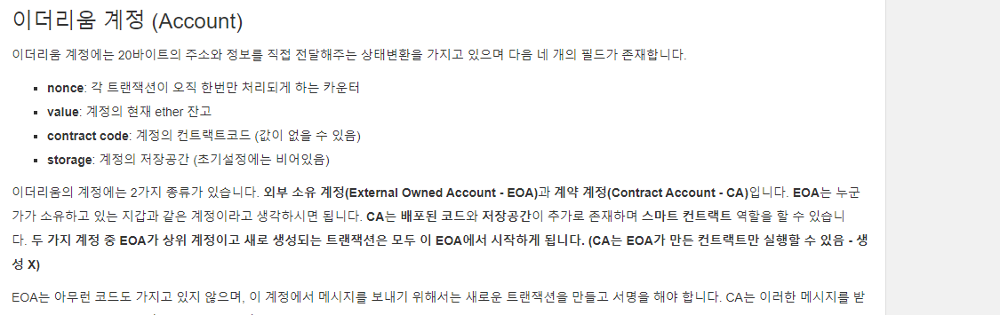 이더리움 계정 (Account)
이더리움 계정에는 20바이트의 주소와 정보를 직접 전달해주는 상태변환을 가지고 있으며 다음 네 개의 필드가 존재합니다.
nonce: 각 트랜잭션이 오직 한번만 처리되게 하는 카운터
value: 계정의 현재 ether 잔고
contract code: 계정의 컨트랙트코드 (값이 없을 수 있음)
storage: 계정의 저장공간 (초기설정에는 비어있음)
이더리움의 계정에는 2가지 종류가 있습니다. 외부 소유 계정(External Owned Account - EOA)과 계약 계정(Contract Account - CA)입니다. EOA는 누군
가가 소유하고 있는 지갑과 같은 계정이라고 생각하시면 됩니다. CA는 배포된 코드와 저장공간이 추가로 존재하며 스마트 컨트랙트 역할을 할 수 있습니
다. 두 가지 계정 중 EOA가 상위 계정이고 새로 생성되는 트랜잭션은 모두 이 EOA에서 시작하게 됩니다. (CA는 EOA가 만든 컨트랙트만 실행할 수 있음 - 생
성 X)
EOA는 아무런 코드도 가지고 있지 않으며, 이 계정에서 메시지를 보내기 위해서는 새로운 트랜잭션을 만들고 서명을 해야 합니다. CA는 이러한 메시지를 받